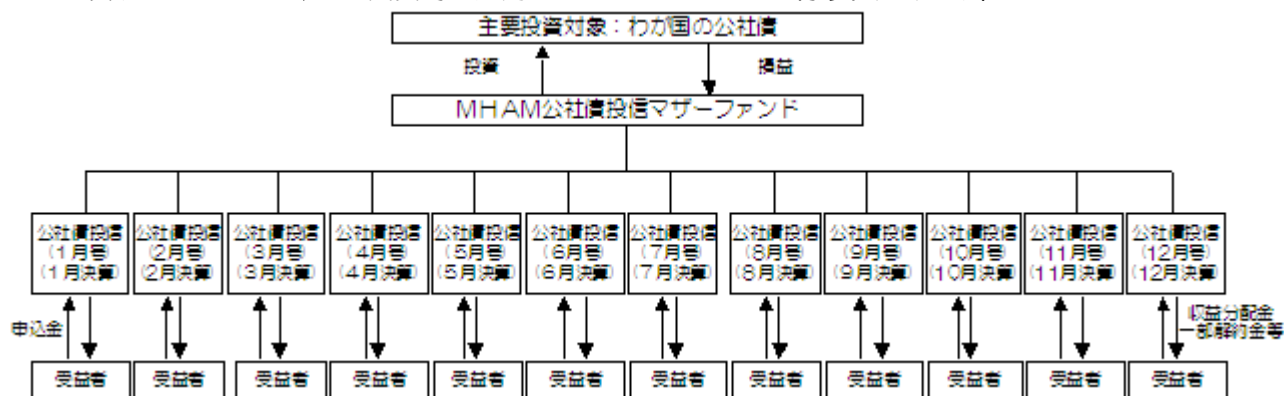 主要投資対象：わが国の公社債
投資
損益
MHAM公社債投信マザーファンド
公社債投信
(1月号)
(1月決算)
公社債投信
(2月号)
(2月決算)
公社債投信
(3月号)
(3月決算)
公社債投信
(4月号)
(4月決算)
公社債投信
(5月号)
(5月決算)
公社債投信
(6月号)
(6月決算)
公社債投信
(7月号)
(7月決算)
公社債投信
(8月号)
(8月決算)
公社債投信
(9月号)
(9月決算)
公社債投信
(10月号)
(10月決算)
公社債投信
(11月号)
(11月決算)
公社債投信
(12月号)
(12月決算)
申込金
収益分配金
一部解約金等
受益者
受益者
受益者
受益者
受益者
受益者
受益者
受益者
受益者
受益者
受益者
受益者